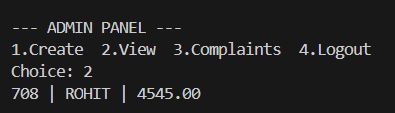 --- ADMIN PANEL ---
1.Create  2.View  3.Complaints  4.Logout
Choice: 2
708 | ROHIT | 4545.00